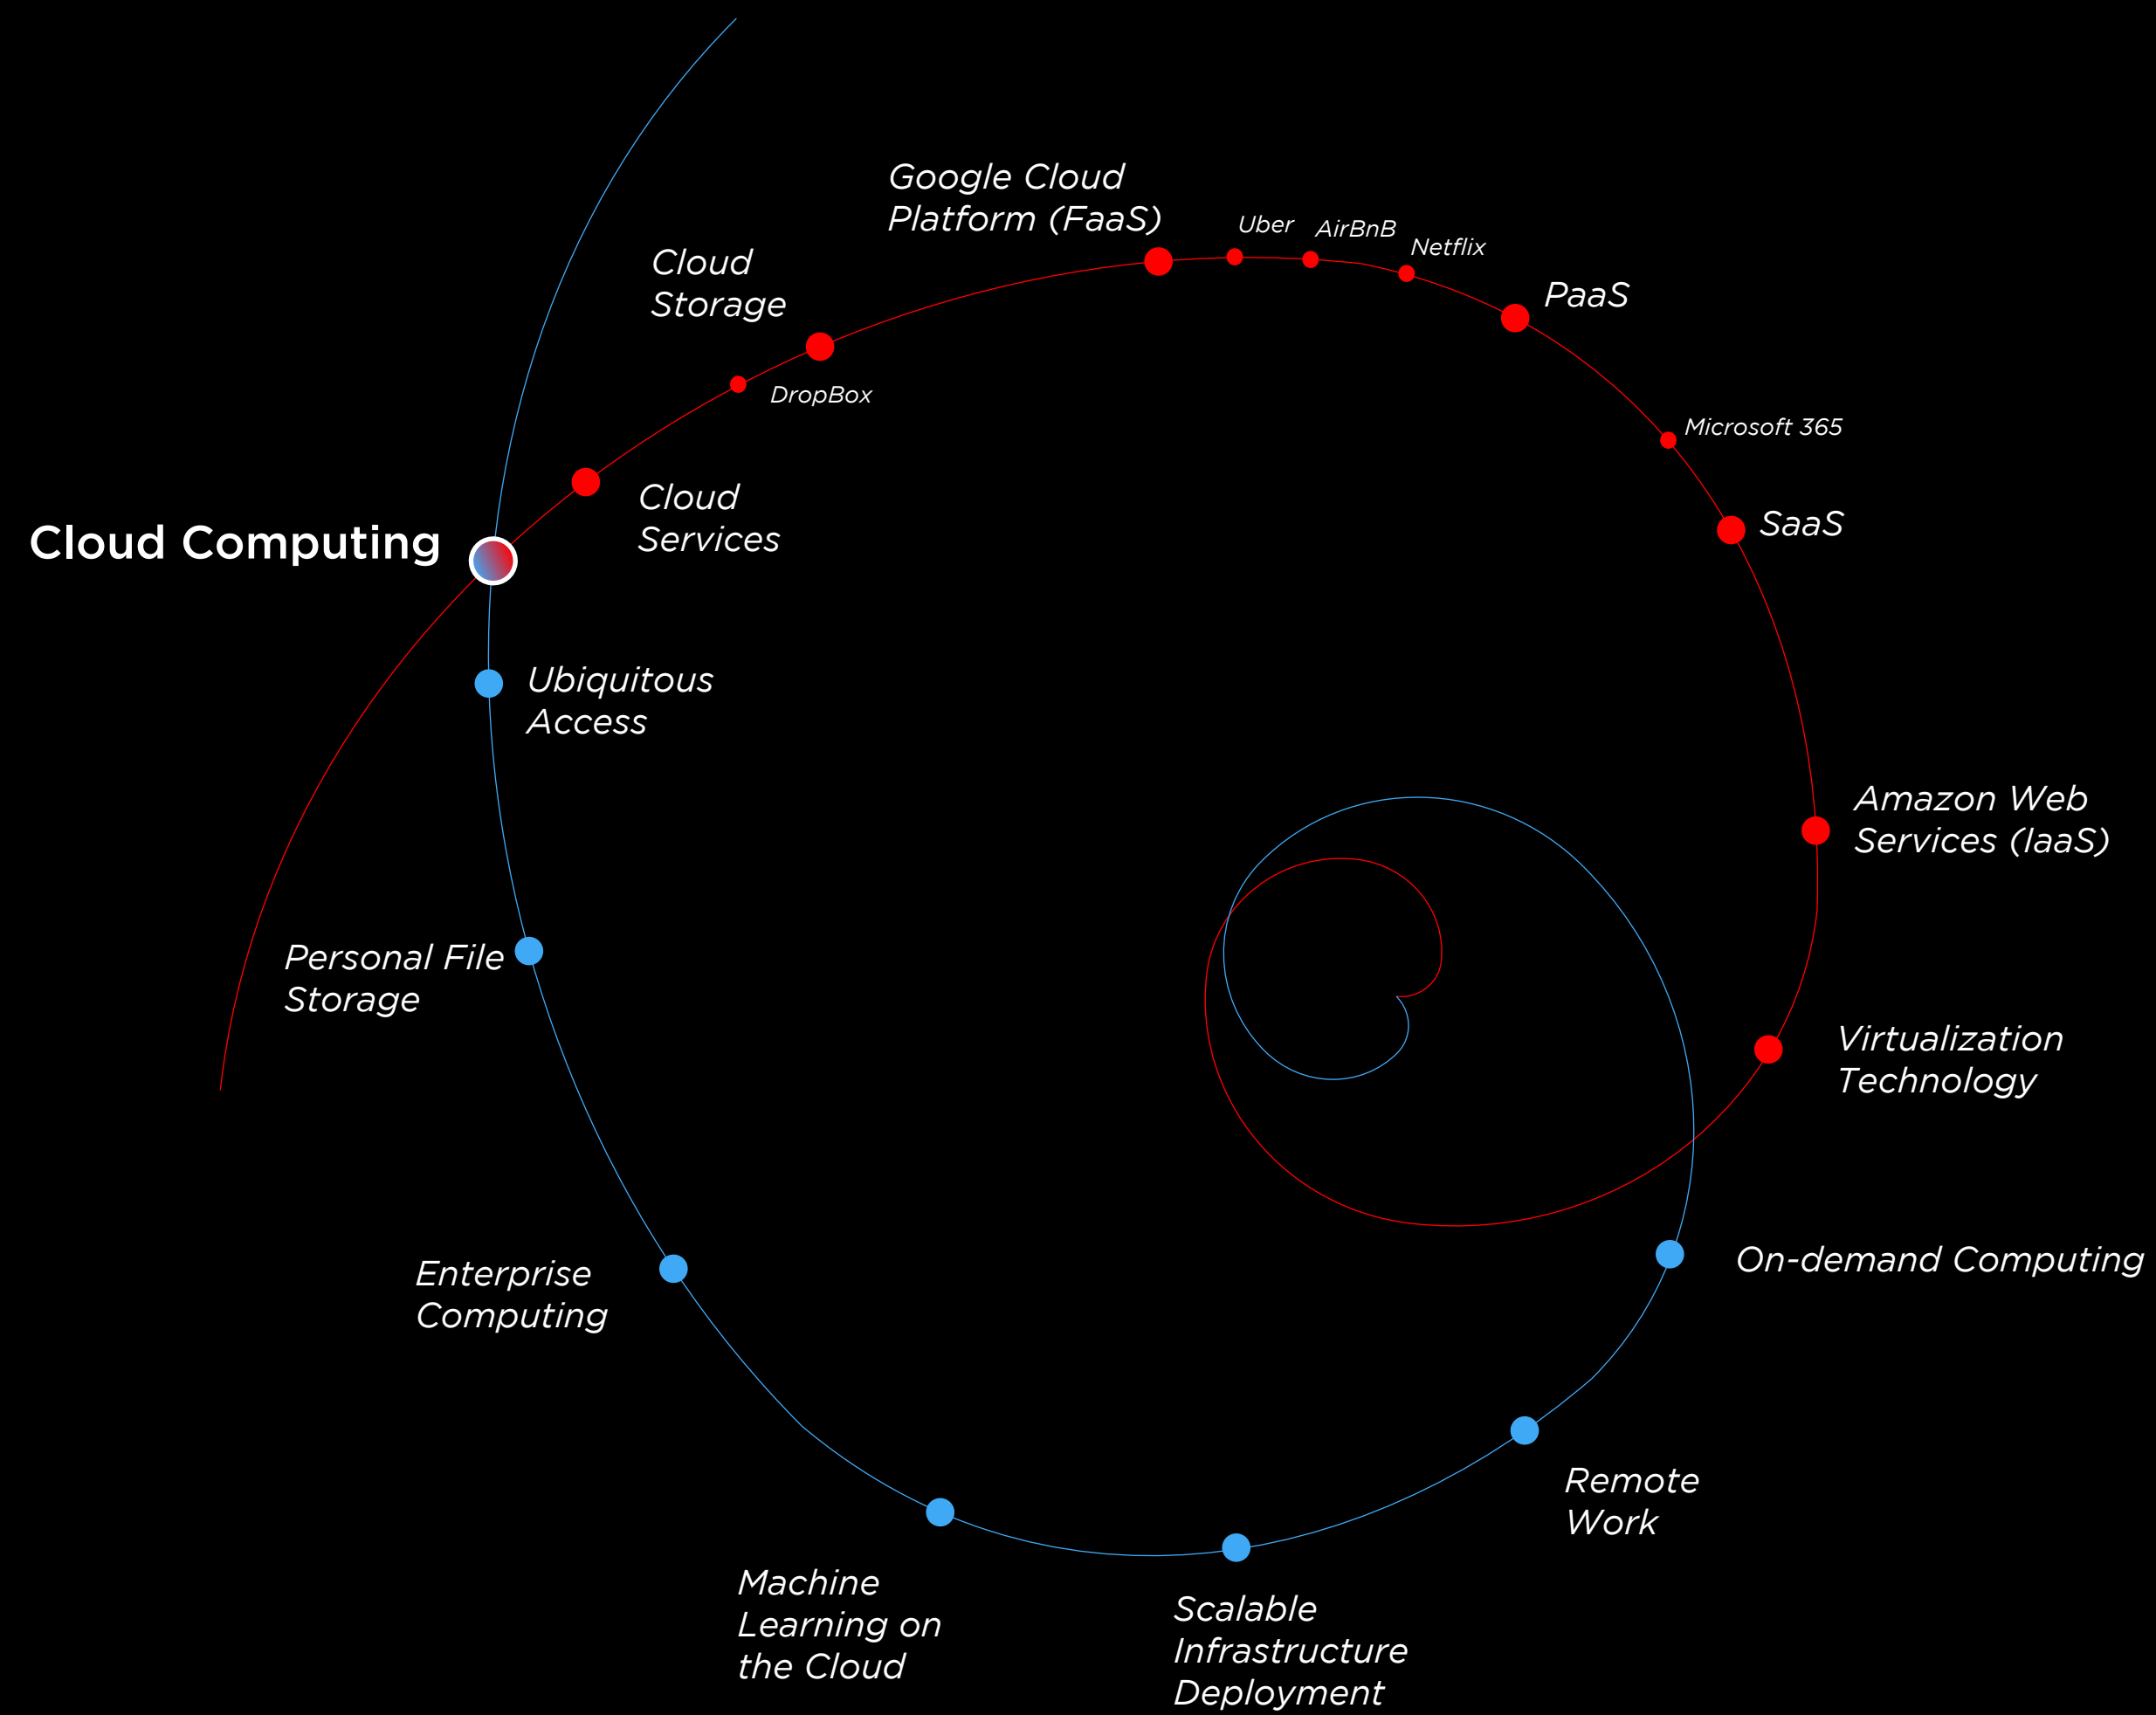 Google Cloud
Platform (FaaS)
Uber
AirBnB
Netflix
Cloud
Storage
PaaS
DropBox
Microsoft 365
Cloud
Services
SaaS
Cloud Computing
Ubiquitous
Access
Amazon Web
Services (IaaS)
Personal File
Storage
Virtualization
Technology
Enterprise
Computing
On-demand Computing
Remote
Work
Machine
Learning on
the Cloud
Scalable
Infrastructure
Deployment